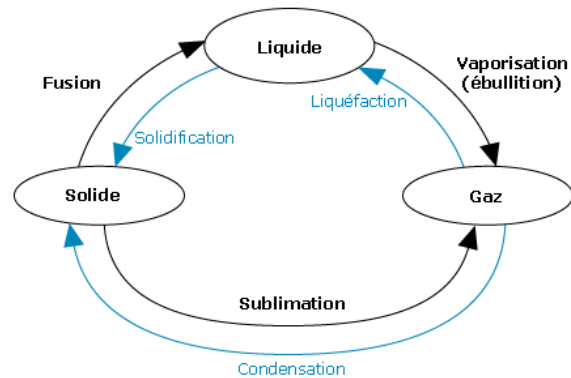 Liquide
Fusion
Vaporisation
(ébullition)
Liquéfaction
Solidification
Solide
Gaz
Sublimation
Condensation